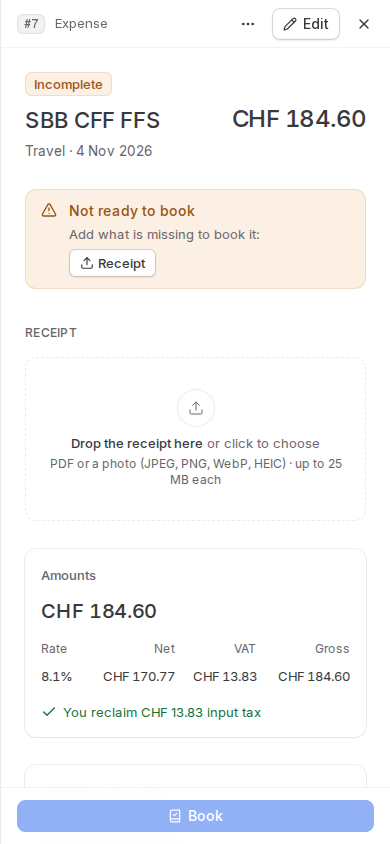 #7 Expense
Edit
Incomplete
SBB CFF FFS
CHF 184.60
Travel · 4 Nov 2026
Not ready to book
Add what is missing to book it:
Receipt
RECEIPT
Drop the receipt here or click to choose
PDF or a photo (JPEG, PNG, WebP, HEIC) · up to 25
MB each
Amounts
CHF 184.60
Rate Net VAT Gross
8.1% CHF 170.77 CHF 13.83 CHF 184.60
You reclaim CHF 13.83 input tax
Book